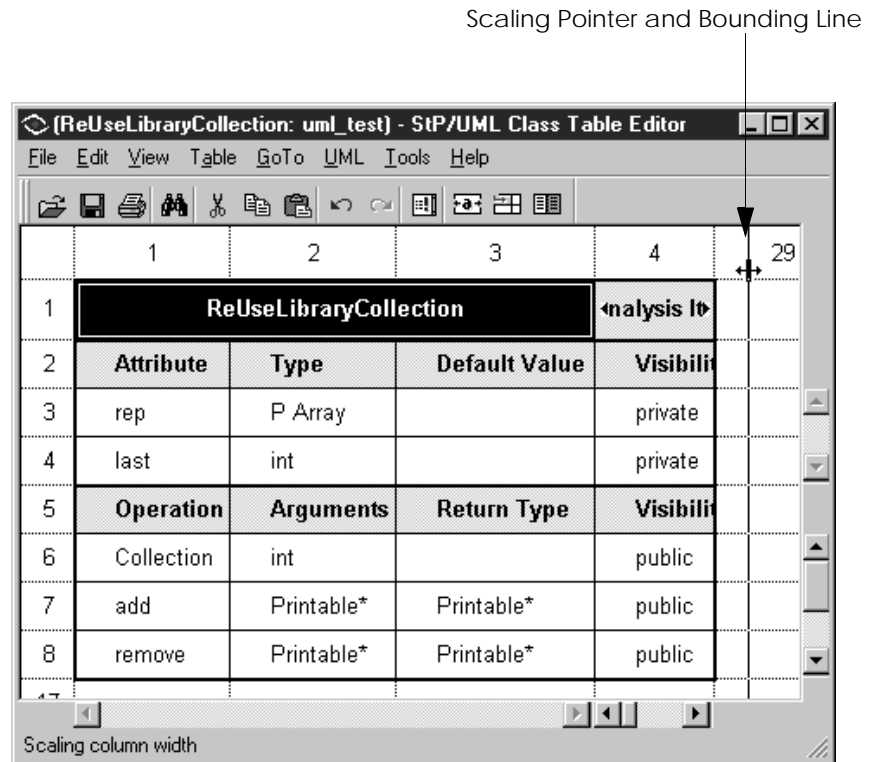 Scaling Pointer and Bounding Line
(ReUseLibraryCollection: uml_test) - StP/UML Class Table Editor
File Edit View Table GoTo UML Tools Help
1 2 3 4 29
1 ReUseLibraryCollection nalysis It
2 Attribute Type Default Value Visibilit
3 rep P Array private
4 last int private
5 Operation Arguments Return Type Visibilit
6 Collection int public
7 add Printable* Printable* public
8 remove Printable* Printable* public
17
Scaling column width